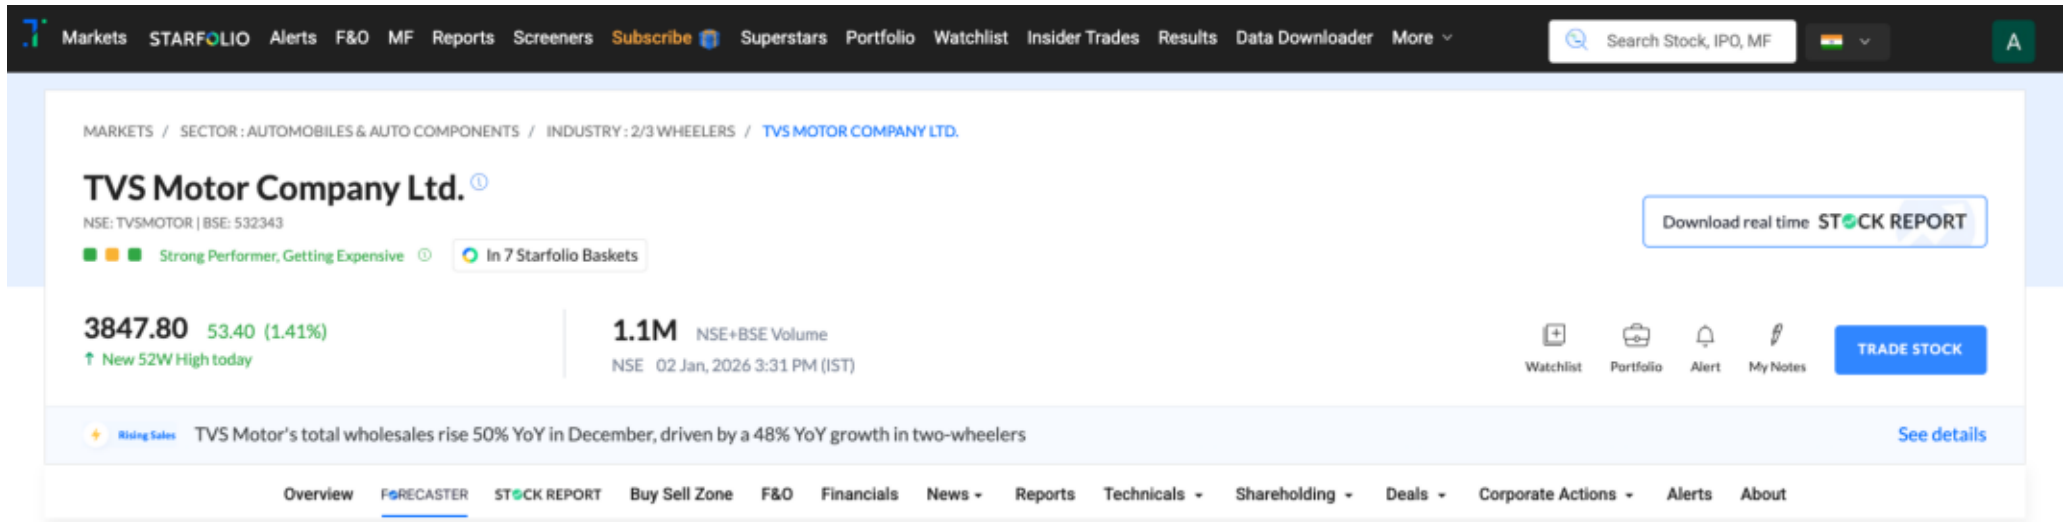 Markets STARFOLIO Alerts F&O MF Reports Screeners Subscribe Superstars Portfolio Watchlist Insider Trades Results Data Downloader More Search Stock, IPO, MF A
MARKETS / SECTOR : AUTOMOBILES & AUTO COMPONENTS / INDUSTRY : 2/3 WHEELERS / TVS MOTOR COMPANY LTD.
TVS Motor Company Ltd.
NSE: TVSMOTOR | BSE: 532343
Download real time STOCK REPORT
Strong Performer, Getting Expensive In 7 Starfolio Baskets
3847.80 53.40 (1.41%)
↑ New 52W High today
1.1M NSE+BSE Volume
NSE 02 Jan, 2026 3:31 PM (IST)
Watchlist Portfolio Alert My Notes TRADE STOCK
Rising Sales TVS Motor's total wholesales rise 50% YoY in December, driven by a 48% YoY growth in two-wheelers See details
Overview FORECASTER STOCK REPORT Buy Sell Zone F&O Financials News Reports Technicals Shareholding Deals Corporate Actions Alerts About